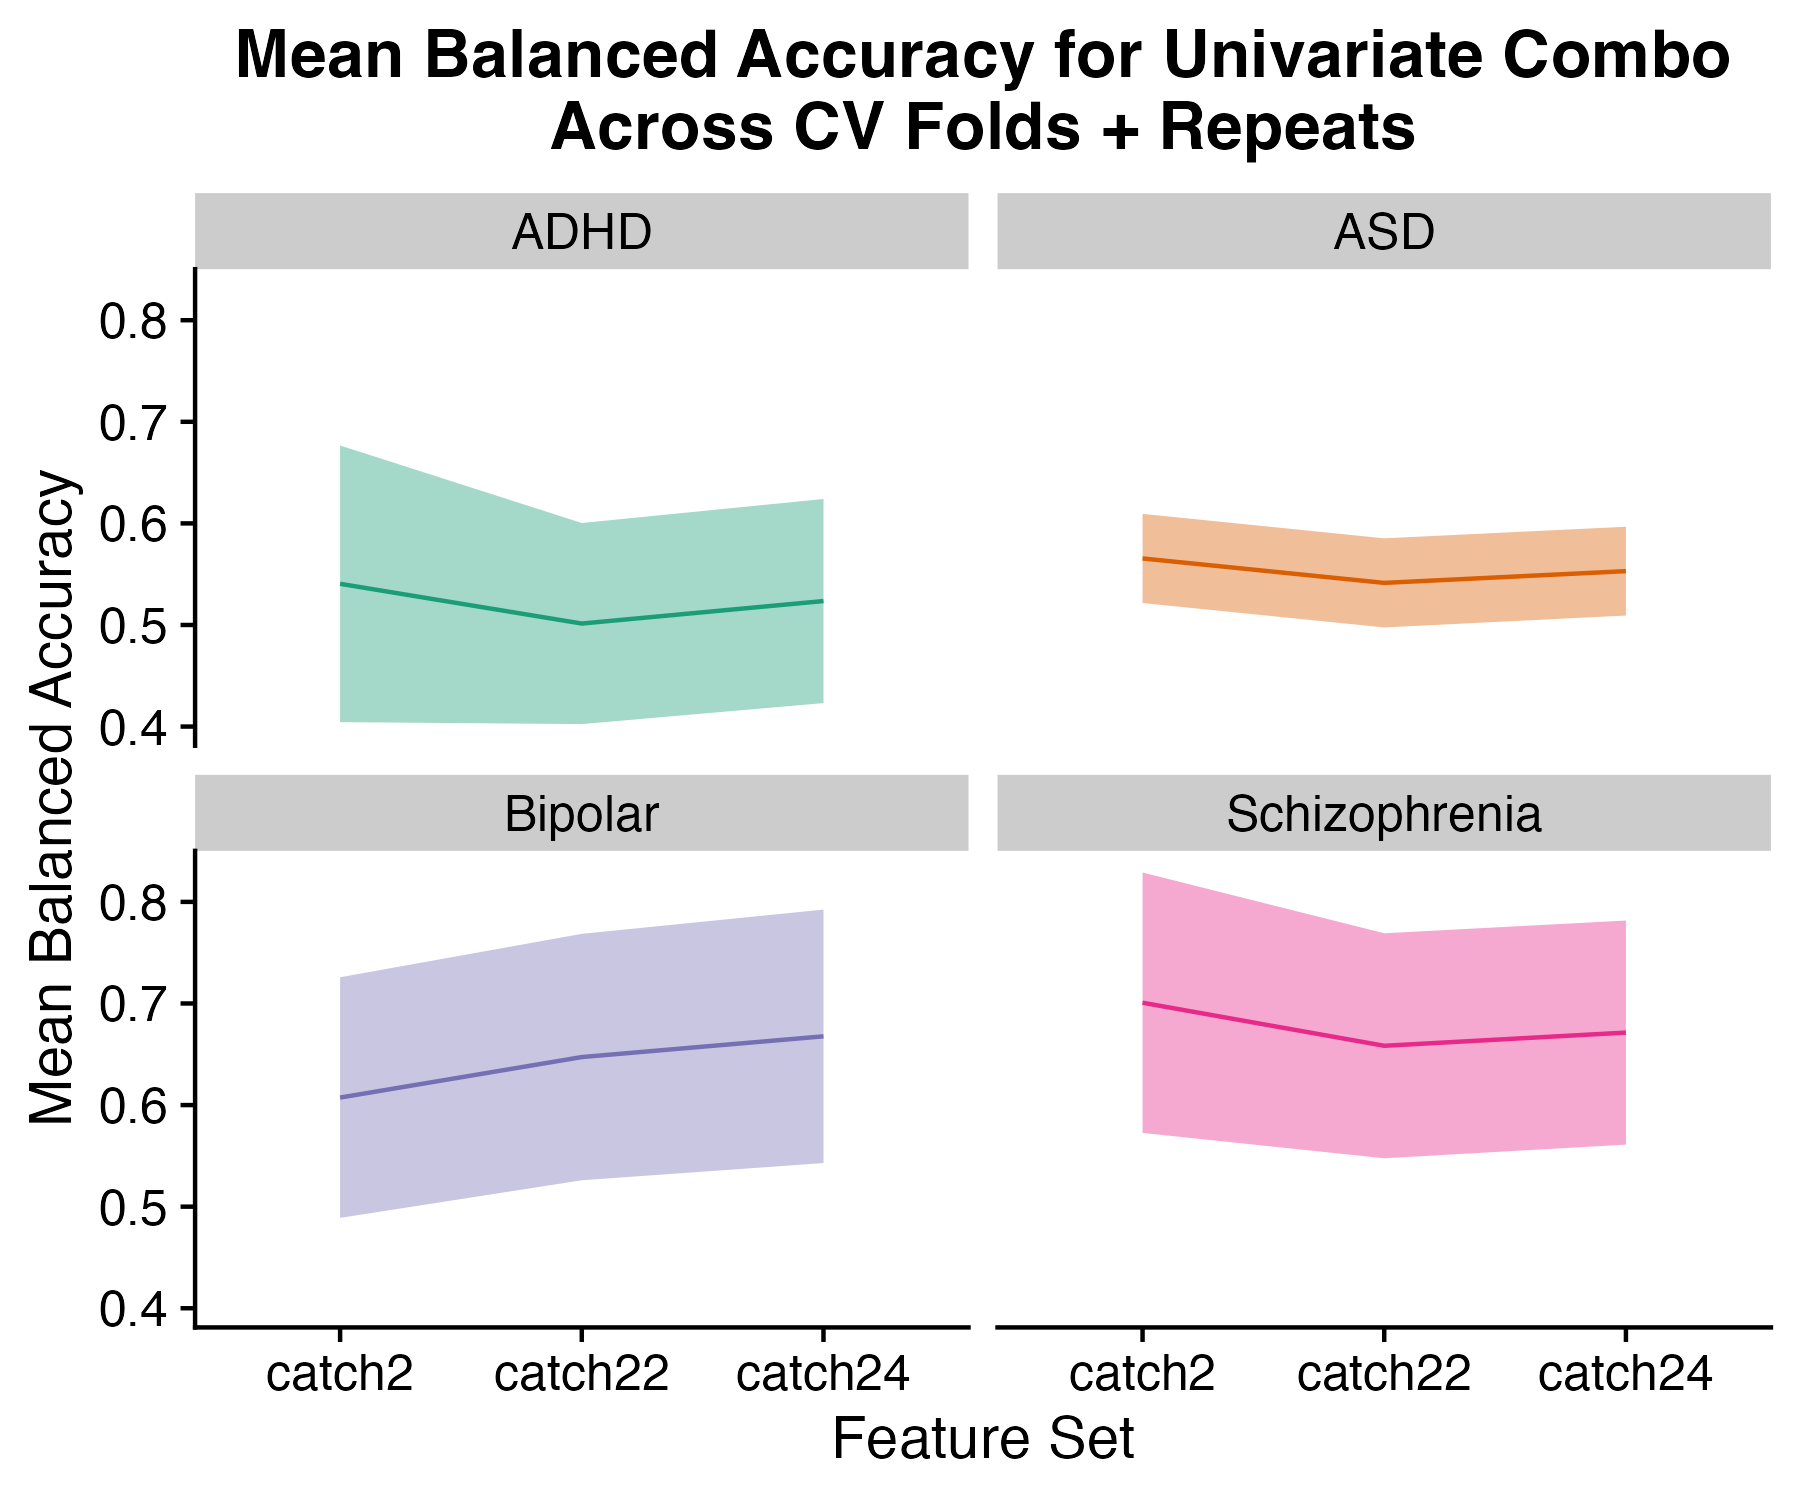 Mean Balanced Accuracy for Univariate Combo
Across CV Folds + Repeats
ADHD
ASD
0.8
0.7
0.6
0.5
0.4
Mean Balanced Accuracy
Bipolar
Schizophrenia
0.8
0.7
0.6
0.5
0.4
catch2 catch22 catch24 catch2 catch22 catch24
Feature Set